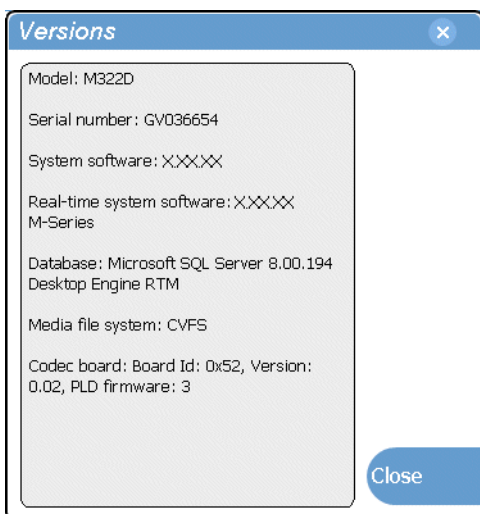 Versions
Model: M322D
Serial number: GV036654
System software: X.XX.XX
Real-time system software: X.XX.XX
M-Series
Database: Microsoft SQL Server 8.00.194
Desktop Engine RTM
Media file system: CVFS
Codec board: Board Id: 0x52, Version:
0.02, PLD firmware: 3
Close